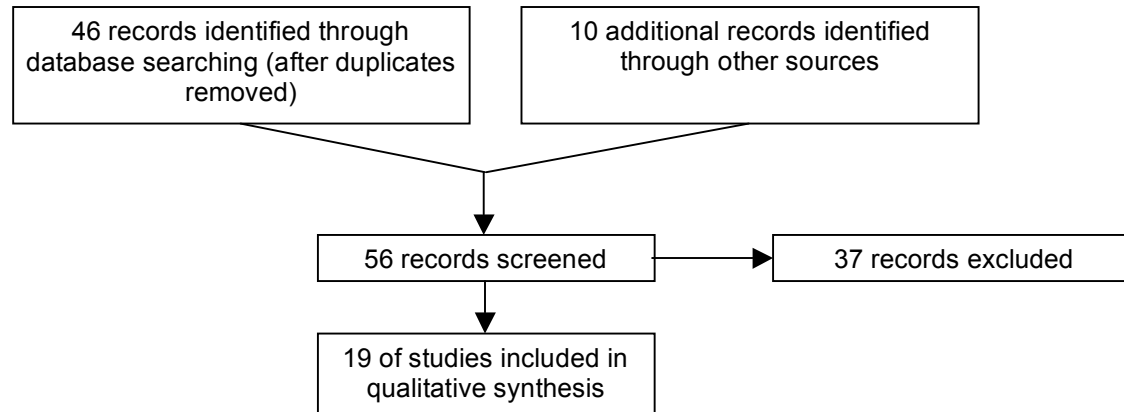 46 records identified through
database searching (after duplicates
removed)
10 additional records identified
through other sources
56 records screened
37 records excluded
19 of studies included in
qualitative synthesis